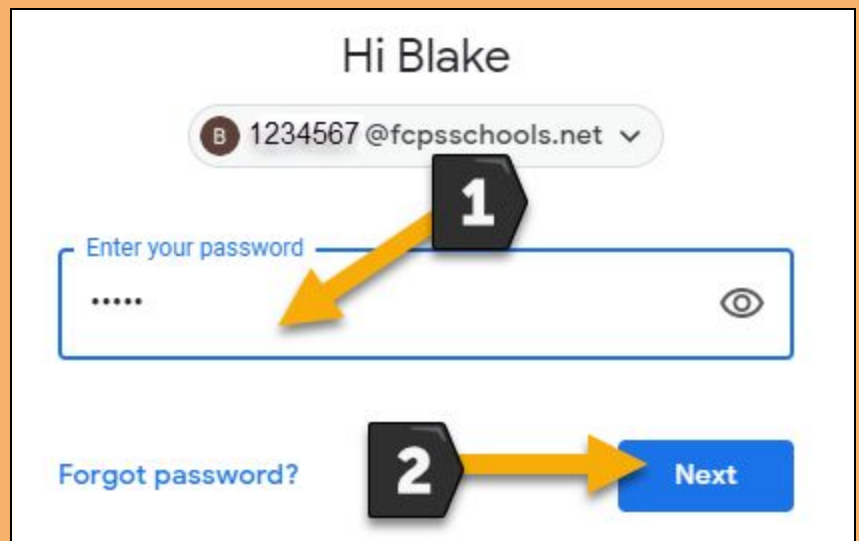 Hi Blake
B 1234567@fcpsschools.net
1
Enter your password
•••••
Forgot password?
2
Next